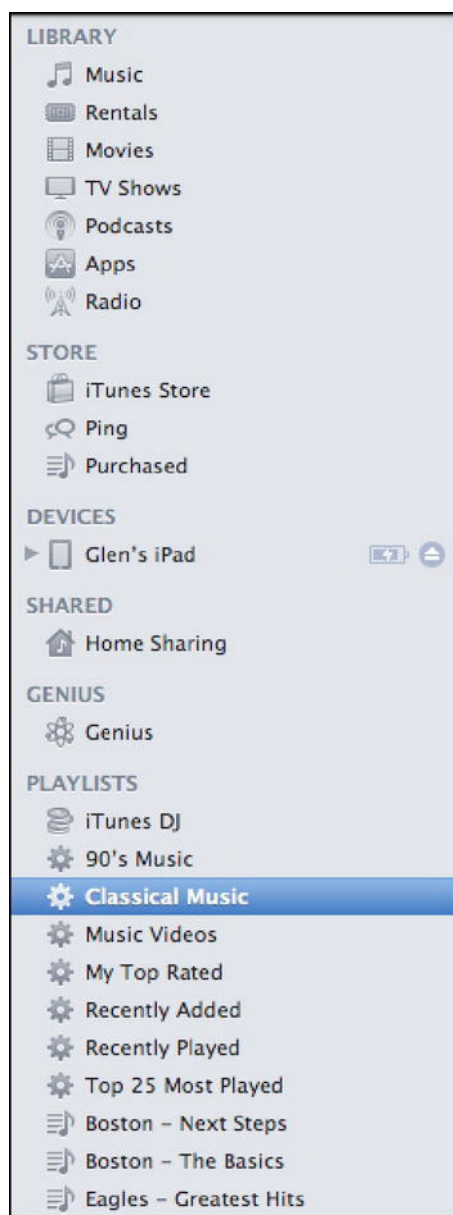 LIBRARY
Music
Rentals
Movies
TV Shows
Podcasts
Apps
Radio
STORE
iTunes Store
Ping
Purchased
DEVICES
Glen's iPad
SHARED
Home Sharing
GENIUS
Genius
PLAYLISTS
iTunes DJ
90's Music
Classical Music
Music Videos
My Top Rated
Recently Added
Recently Played
Top 25 Most Played
Boston – Next Steps
Boston – The Basics
Eagles – Greatest Hits